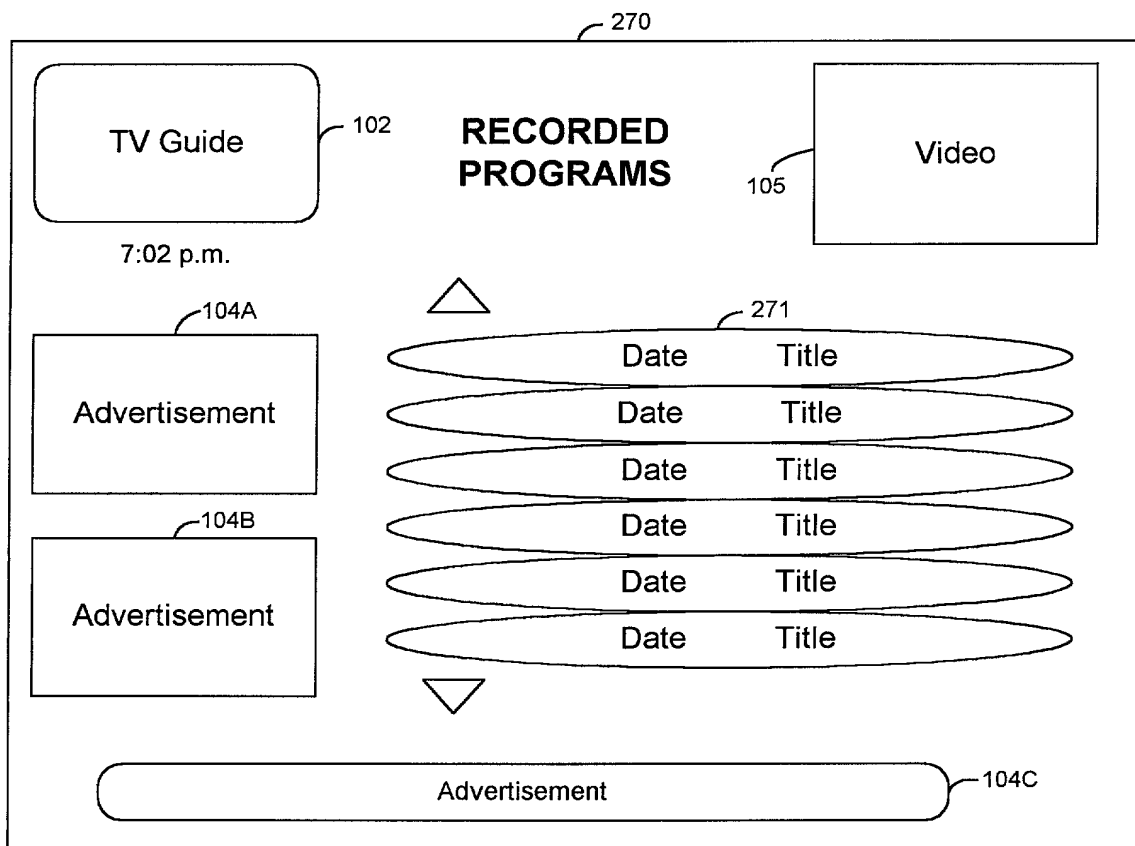 270
TV Guide
102
RECORDED
PROGRAMS
105
Video
7:02 p.m.
104A
Advertisement
104B
Advertisement
271
Date Title
Date Title
Date Title
Date Title
Date Title
Date Title
Advertisement
104C